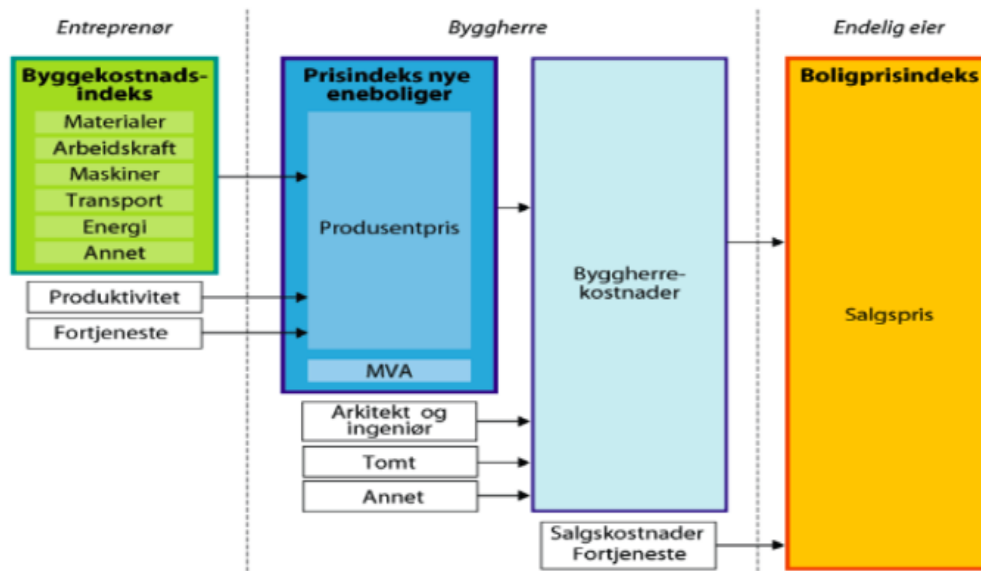 Entreprenør
Byggherre
Endelig eier
Byggekostnads-
indeks
Materialer
Arbeidskraft
Maskiner
Transport
Energi
Annet
Produktivitet
Fortjeneste
Prisindeks nye
eneboliger
Produsentpris
MVA
Arkitekt og
ingeniør
Tomt
Annet
Byggherre-
kostnader
Salgskostnader
Fortjeneste
Boligprisindeks
Salgspris